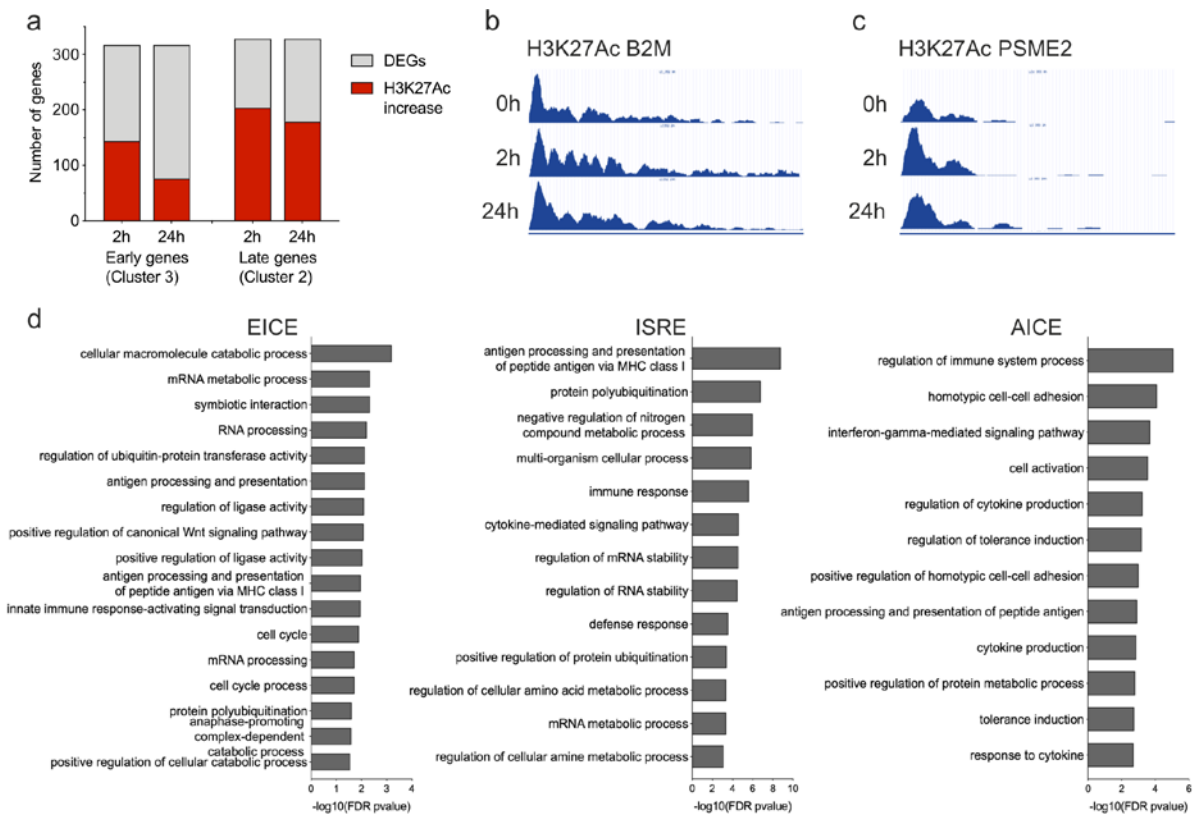 a
Number of genes
300
200
100
0
2h 24h 2h 24h
Early genes Late genes
(Cluster 3) (Cluster 2)
DEGs
H3K27Ac
increase
b
H3K27Ac B2M
0h
2h
24h
c
H3K27Ac PSME2
0h
2h
24h
d
EICE
cellular macromolecule catabolic process
mRNA metabolic process
symbiotic interaction
RNA processing
regulation of ubiquitin-protein transferase activity
antigen processing and presentation
regulation of ligase activity
positive regulation of canonical Wnt signaling pathway
positive regulation of ligase activity
antigen processing and presentation
of peptide antigen via MHC class I
innate immune response-activating signal transduction
cell cycle
mRNA processing
cell cycle process
protein polyubiquitination
anaphase-promoting
complex-dependent
catabolic process
positive regulation of cellular catabolic process
0 1 2 3 4
-log10(FDR pvalue)
ISRE
antigen processing and presentation
of peptide antigen via MHC class I
protein polyubiquitination
negative regulation of nitrogen
compound metabolic process
multi-organism cellular process
immune response
cytokine-mediated signaling pathway
regulation of mRNA stability
regulation of RNA stability
defense response
positive regulation of protein ubiquitination
regulation of cellular amino acid metabolic process
mRNA metabolic process
regulation of cellular amine metabolic process
0 2 4 6 8 10
-log10(FDR pvalue)
AICE
regulation of immune system process
homotypic cell-cell adhesion
interferon-gamma-mediated signaling pathway
cell activation
regulation of cytokine production
regulation of tolerance induction
positive regulation of homotypic cell-cell adhesion
antigen processing and presentation of peptide antigen
cytokine production
positive regulation of protein metabolic process
tolerance induction
response to cytokine
0 2 4 6
-log10(FDR pvalue)